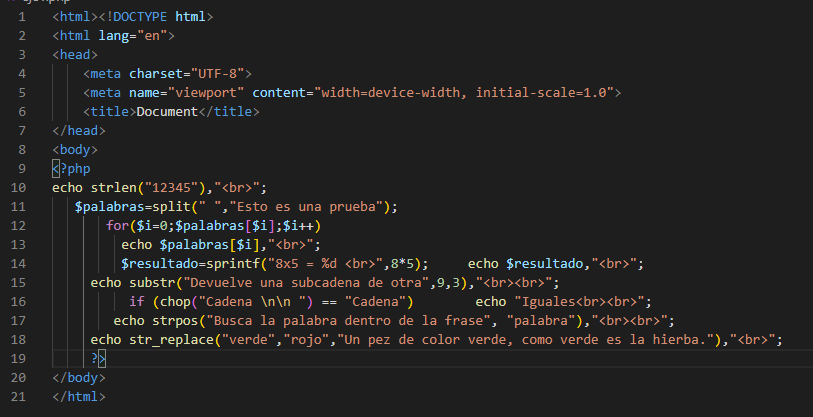 1 <html><!DOCTYPE html>
2 <html lang="en">
3 <head>
4 <meta charset="UTF-8">
5 <meta name="viewport" content="width=device-width, initial-scale=1.0">
6 <title>Document</title>
7 </head>
8 <body>
9 <?php
10 echo strlen("12345"),"<br>";
11 $palabras=split(" ","Esto es una prueba");
12 for($i=0;$palabras[$i];$i++)
13 echo $palabras[$i],"<br>";
14 $resultado=sprintf("8x5 = %d <br>",8*5); echo $resultado,"<br>";
15 echo substr("Devuelve una subcadena de otra",9,3),"<br><br>";
16 if (chop("Cadena \n\n ") == "Cadena") echo "Iguales<br><br>";
17 echo strpos("Busca la palabra dentro de la frase", "palabra"),"<br><br>";
18 echo str_replace("verde","rojo","Un pez de color verde, como verde es la hierba."),"<br>";
19 ?>
20 </body>
21 </html>